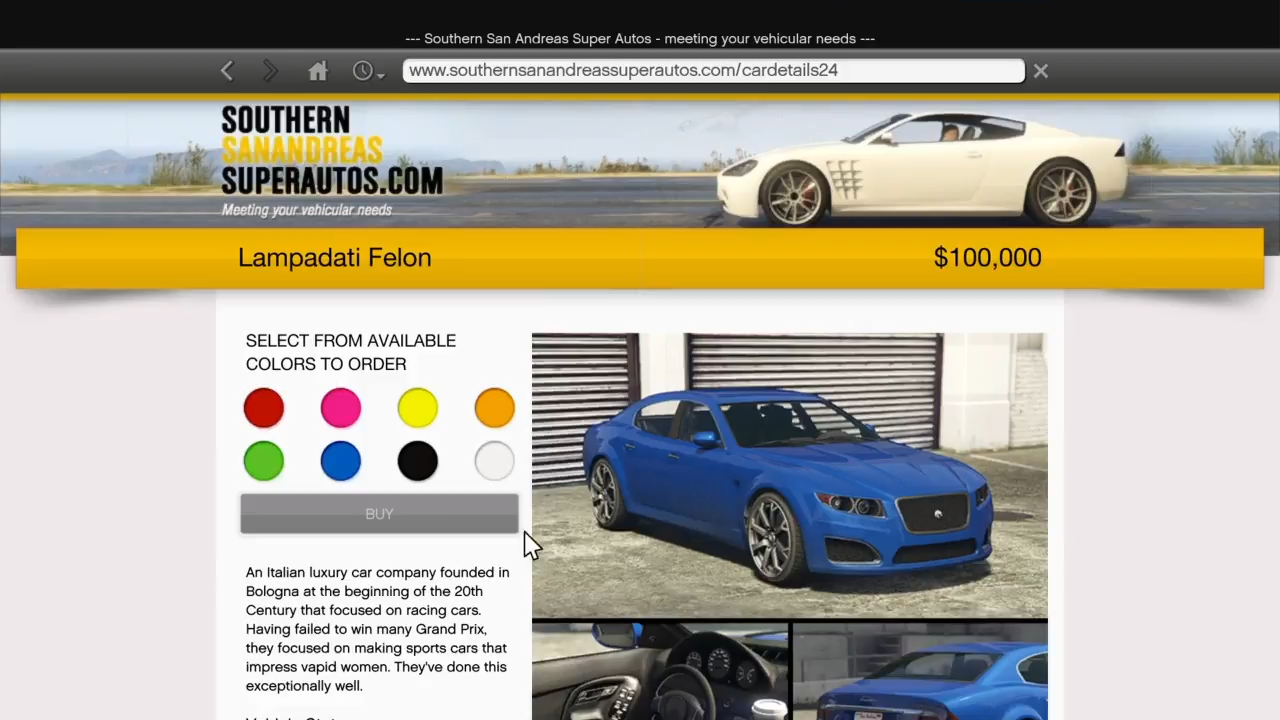 --- Southern San Andreas Super Autos - meeting your vehicular needs ---
www.southernsanandreassuperautos.com/cardetails24
SOUTHERN
SANANDREAS
SUPERAUTOS.COM
Meeting your vehicular needs
Lampadati Felon
$100,000
SELECT FROM AVAILABLE
COLORS TO ORDER
BUY
An Italian luxury car company founded in
Bologna at the beginning of the 20th
Century that focused on racing cars.
Having failed to win many Grand Prix,
they focused on making sports cars that
impress vapid women. They've done this
exceptionally well.